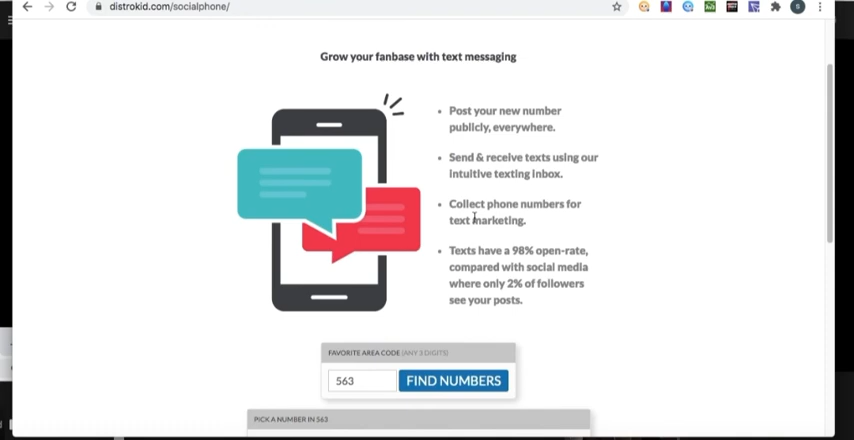 distrokid.com/socialphone/
Grow your fanbase with text messaging
• Post your new number
publicly, everywhere.
• Send & receive texts using our
intuitive texting inbox.
• Collect phone numbers for
text marketing.
• Texts have a 98% open-rate,
compared with social media
where only 2% of followers
see your posts.
FAVORITE AREA CODE (ANY 3 DIGITS)
563 FIND NUMBERS
PICK A NUMBER IN 563